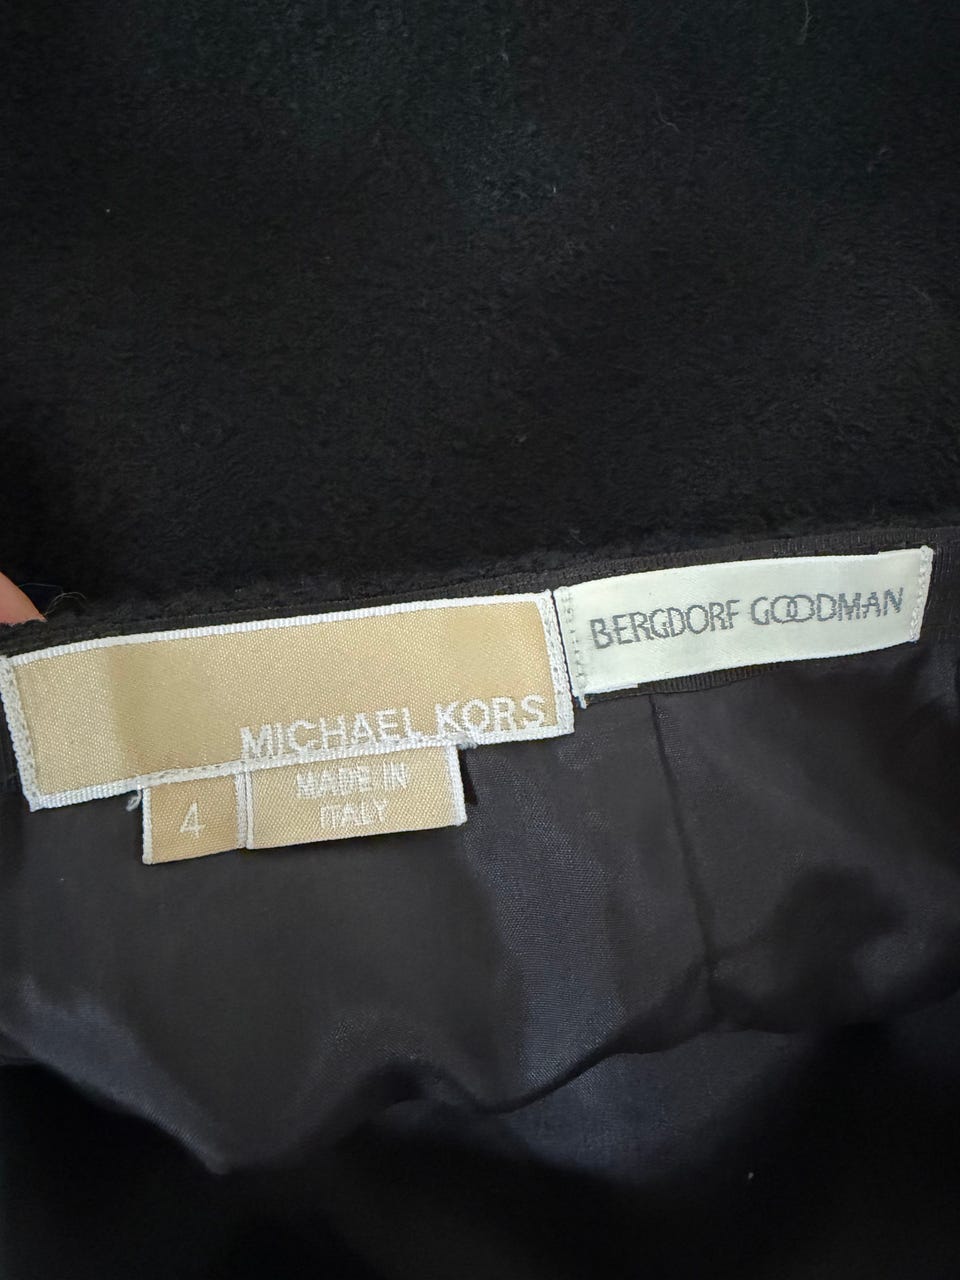 MICHAEL KORS
BERGDORF GOODMAN
4
MADE IN
ITALY